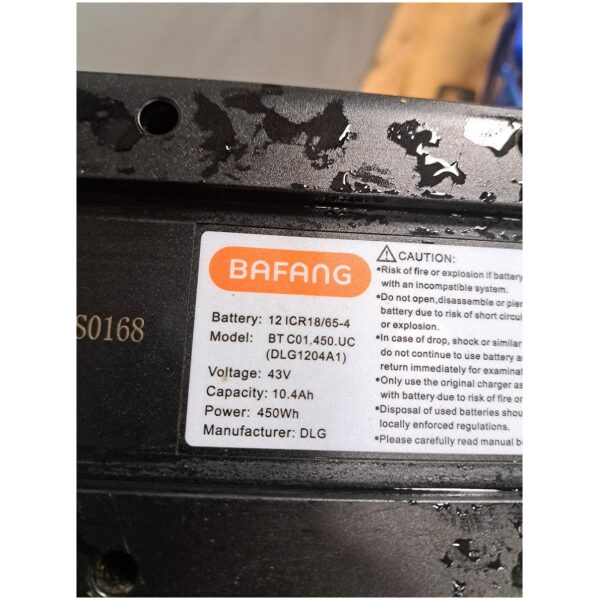 S0168
BAFANG
Battery: 12 ICR18/65-4
Model: BT C01.450.UC
(DLG1204A1)
Voltage: 43V
Capacity: 10.4Ah
Power: 450Wh
Manufacturer: DLG
⚠CAUTION:
•Risk of fire or explosion if battery
with an incompatible system.
•Do not open,disassemble or pier
battery due to risk of short circui
or explosion.
•In case of drop, shock or similar
do not continue to use battery an
return immediately for examinat
•Only use the original charger as
with battery due to risk of fire or
•Disposal of used batteries shou
locally enforced regulations.
•Please carefully read manual be